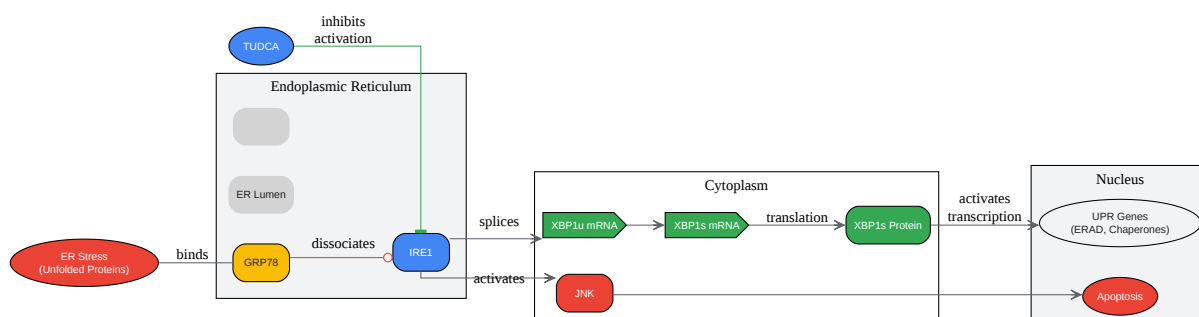 inhibits
activation
TUDCA
Endoplasmic Reticulum
ER Lumen
ER Stress
(Unfolded Proteins)
binds
GRP78
dissociates
IRE1
splices
activates
Cytoplasm
XBP1u mRNA
XBP1s mRNA
translation
XBP1s Protein
JNK
activates
transcription
Nucleus
UPR Genes
(ERAD, Chaperones)
Apoptosis